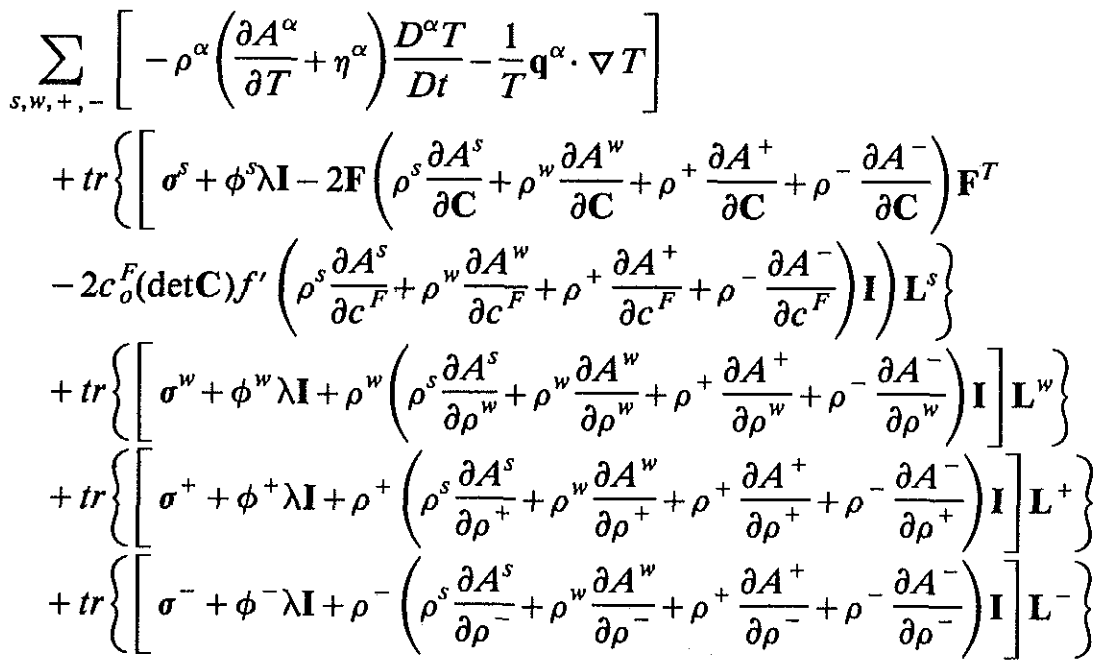 \sum_{s,w,+,-} \left[ -\rho^{\alpha} \left( \frac{\partial A^{\alpha}}{\partial T} + \eta^{\alpha} \right) \frac{D^{\alpha} T}{Dt} - \frac{1}{T} \mathbf{q}^{\alpha} \cdot \nabla T \right]
+ tr \left\{ \left[ \boldsymbol{\sigma}^{s} + \phi^{s} \lambda \mathbf{I} - 2\mathbf{F} \left( \rho^{s} \frac{\partial A^{s}}{\partial \mathbf{C}} + \rho^{w} \frac{\partial A^{w}}{\partial \mathbf{C}} + \rho^{+} \frac{\partial A^{+}}{\partial \mathbf{C}} + \rho^{-} \frac{\partial A^{-}}{\partial \mathbf{C}} \right) \mathbf{F}^{T} \right. \right.
\left. \left. - 2c_{o}^{F} (\det \mathbf{C}) f' \left( \rho^{s} \frac{\partial A^{s}}{\partial c^{F}} + \rho^{w} \frac{\partial A^{w}}{\partial c^{F}} + \rho^{+} \frac{\partial A^{+}}{\partial c^{F}} + \rho^{-} \frac{\partial A^{-}}{\partial c^{F}} \right) \mathbf{I} \right) \mathbf{L}^{s} \right\}
+ tr \left\{ \left[ \boldsymbol{\sigma}^{w} + \phi^{w} \lambda \mathbf{I} + \rho^{w} \left( \rho^{s} \frac{\partial A^{s}}{\partial \rho^{w}} + \rho^{w} \frac{\partial A^{w}}{\partial \rho^{w}} + \rho^{+} \frac{\partial A^{+}}{\partial \rho^{w}} + \rho^{-} \frac{\partial A^{-}}{\partial \rho^{w}} \right) \mathbf{I} \right] \mathbf{L}^{w} \right\}
+ tr \left\{ \left[ \boldsymbol{\sigma}^{+} + \phi^{+} \lambda \mathbf{I} + \rho^{+} \left( \rho^{s} \frac{\partial A^{s}}{\partial \rho^{+}} + \rho^{w} \frac{\partial A^{w}}{\partial \rho^{+}} + \rho^{+} \frac{\partial A^{+}}{\partial \rho^{+}} + \rho^{-} \frac{\partial A^{-}}{\partial \rho^{+}} \right) \mathbf{I} \right] \mathbf{L}^{+} \right\}
+ tr \left\{ \left[ \boldsymbol{\sigma}^{-} + \phi^{-} \lambda \mathbf{I} + \rho^{-} \left( \rho^{s} \frac{\partial A^{s}}{\partial \rho^{-}} + \rho^{w} \frac{\partial A^{w}}{\partial \rho^{-}} + \rho^{+} \frac{\partial A^{+}}{\partial \rho^{-}} + \rho^{-} \frac{\partial A^{-}}{\partial \rho^{-}} \right) \mathbf{I} \right] \mathbf{L}^{-} \right\}